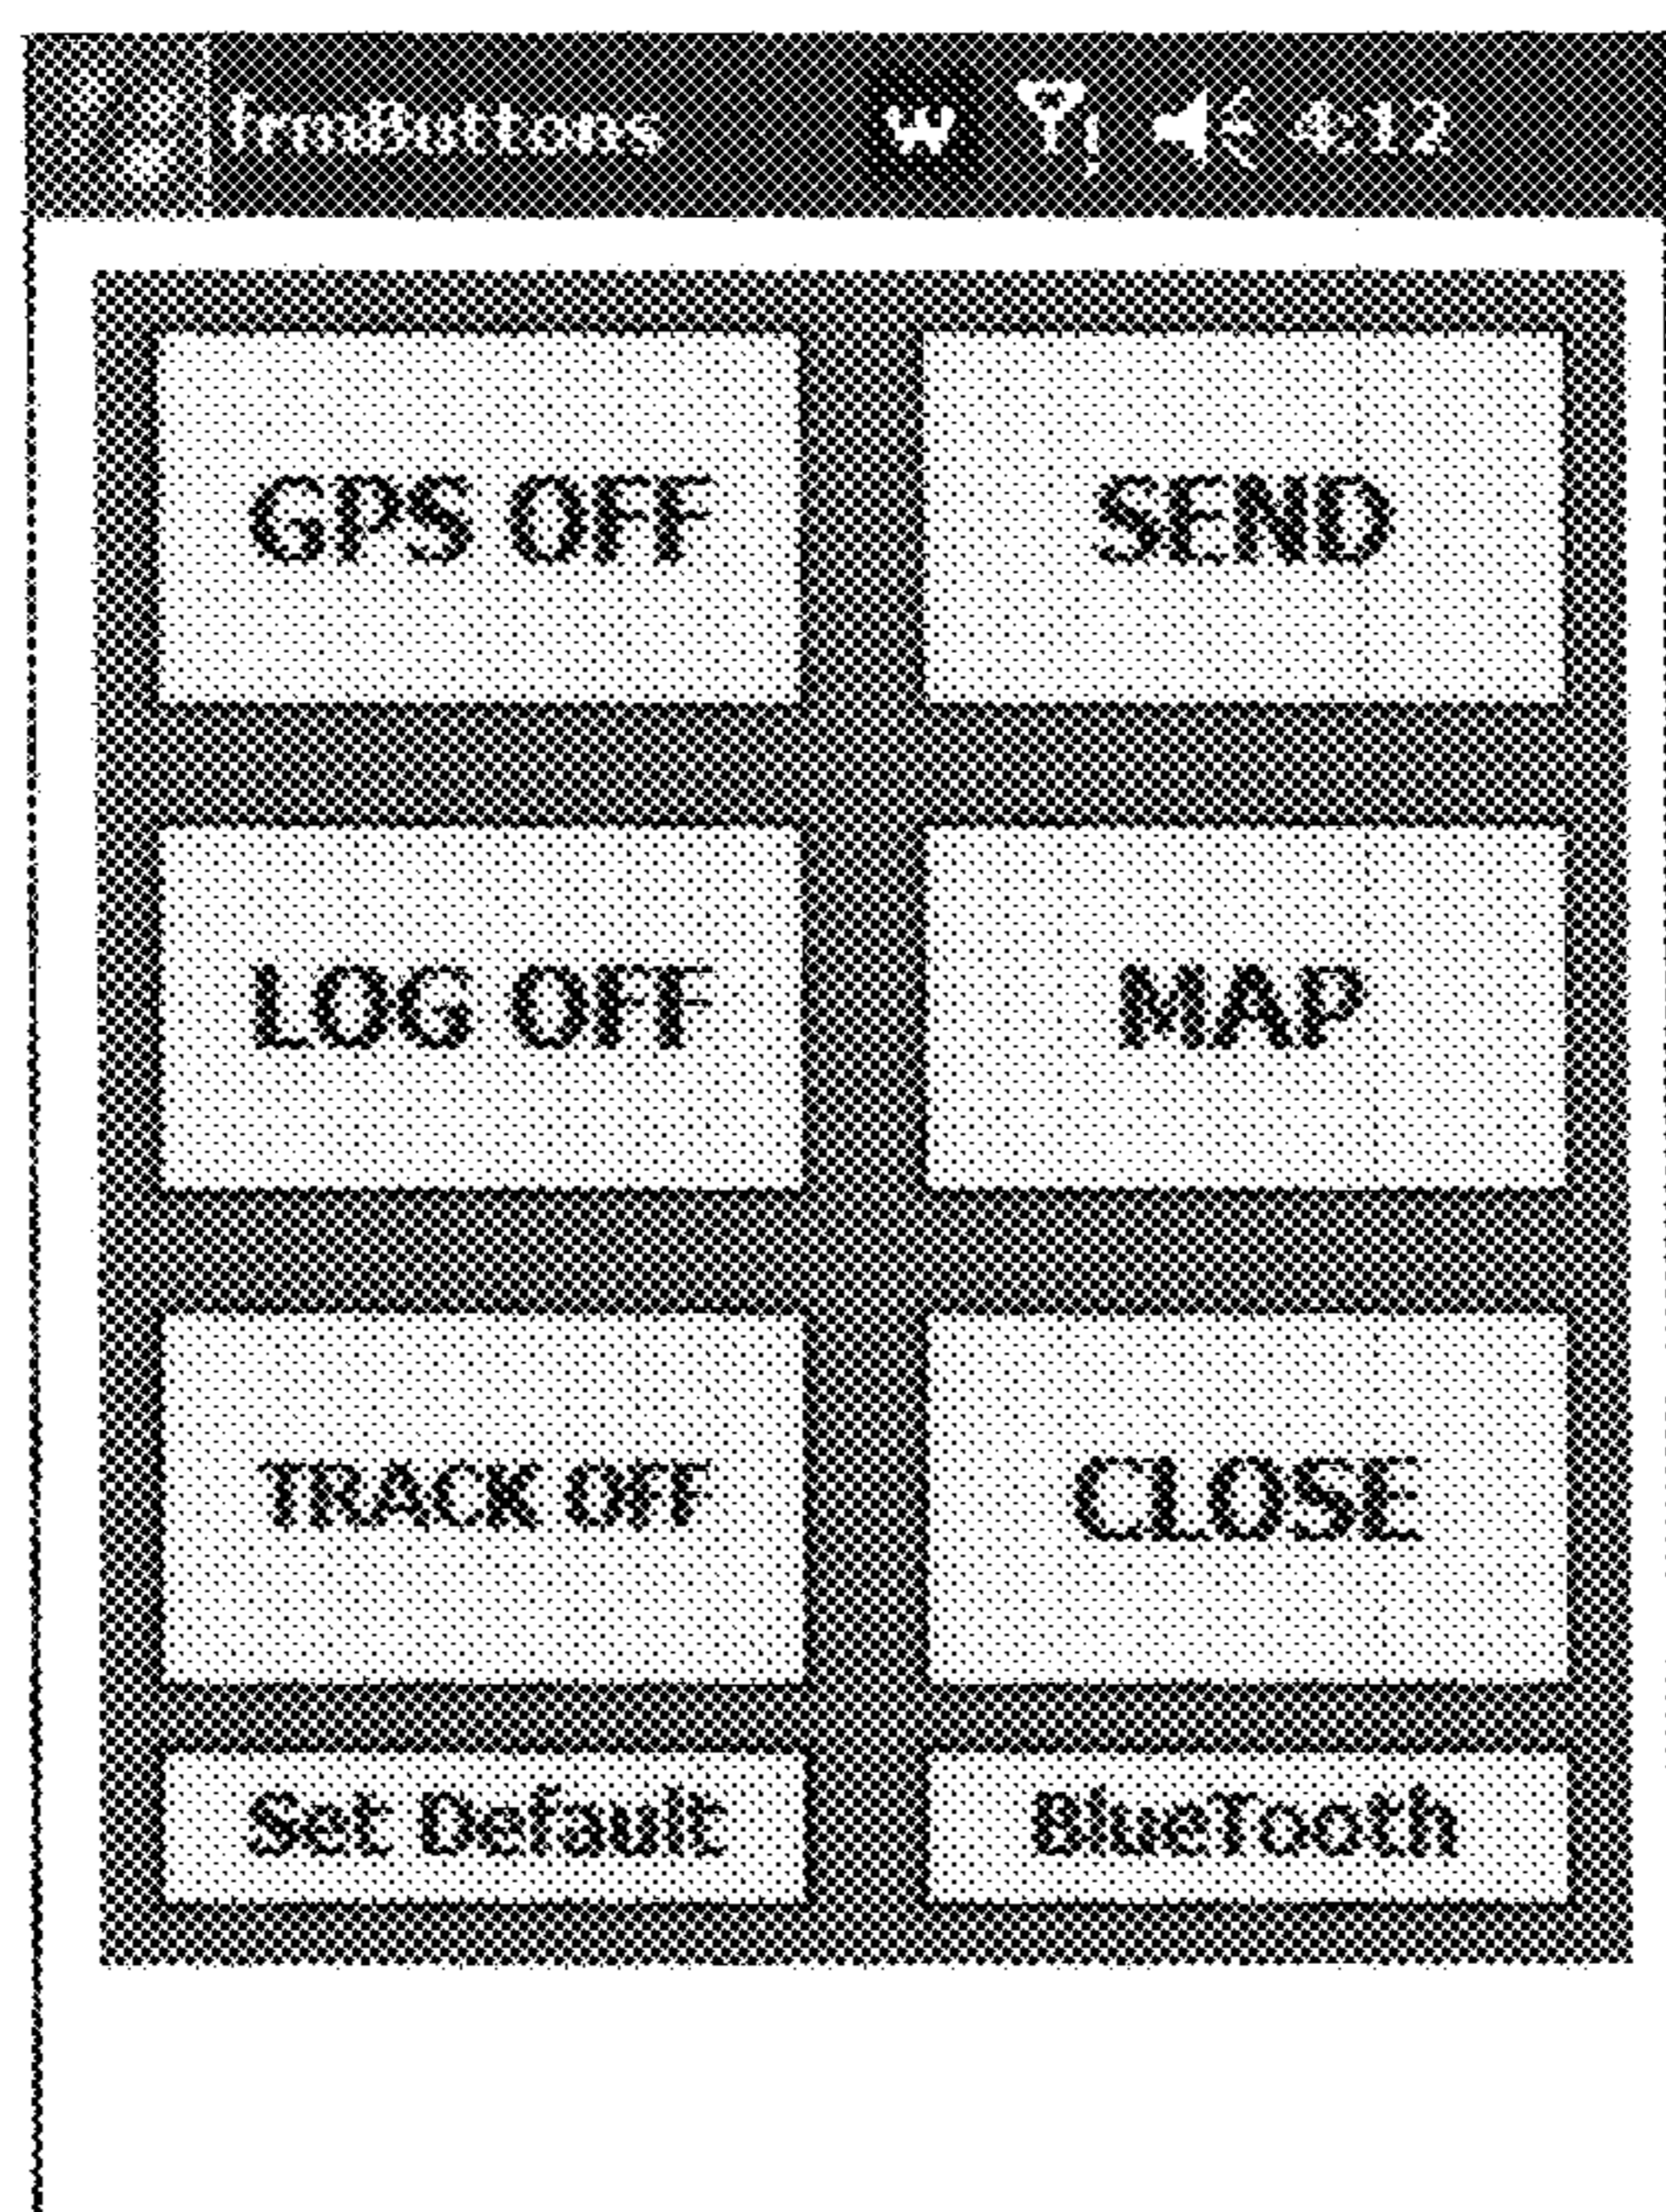 frmButtons 4:12
GPS OFF SEND
LOG OFF MAP
TRACK OFF CLOSE
Set Default BlueTooth